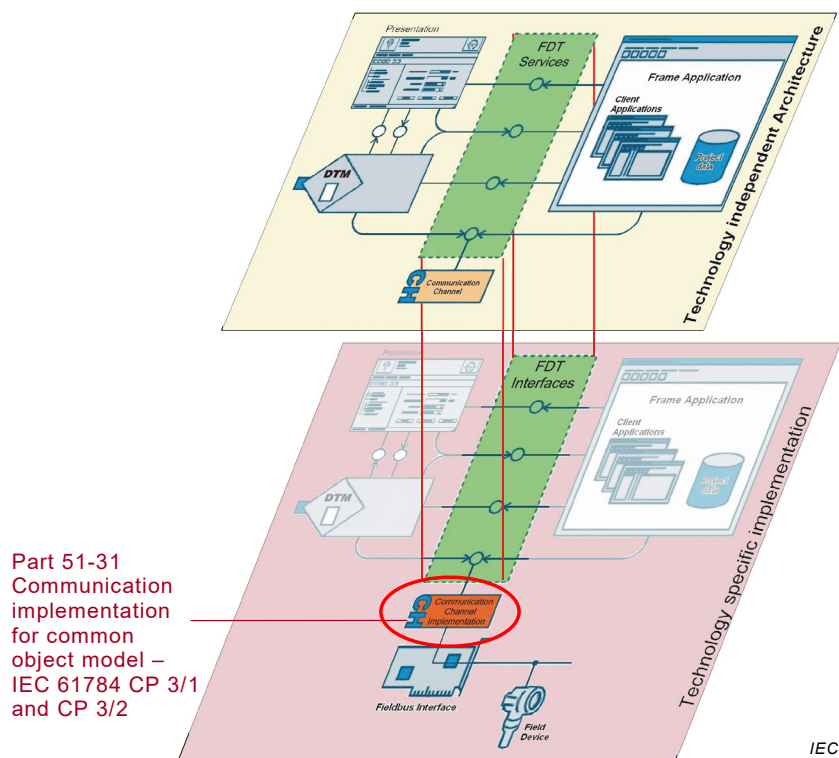 Presentation
FDT
Services
Frame Application
Client
Applications
Project
data
DTM
CH
Communication
Channel
Technology independent Architecture
Presentation
FDT
Interfaces
Frame Application
Client
Applications
Project
data
DTM
CH
Communication
Channel
Implementation
Part 51-31
Communication
implementation
for common
object model –
IEC 61784 CP 3/1
and CP 3/2
Fieldbus Interface
Field
Device
Technology specific implementation
IEC